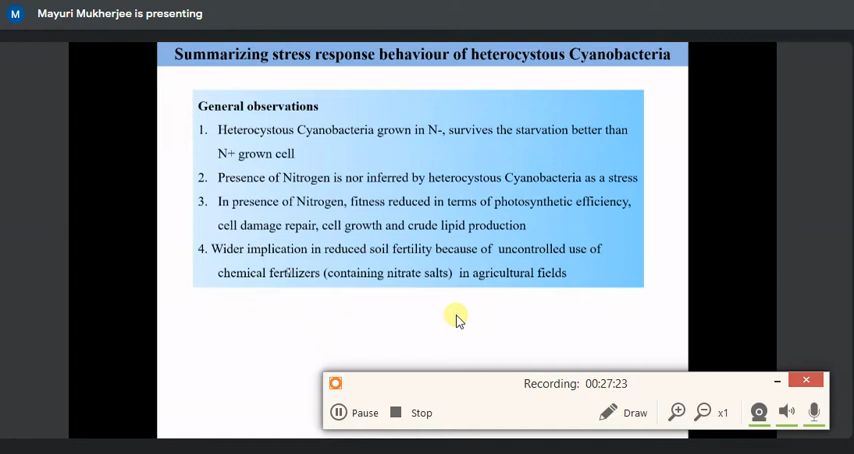 M Mayuri Mukherjee is presenting
Summarizing stress response behaviour of heterocystous Cyanobacteria
General observations
1. Heterocystous Cyanobacteria grown in N-, survives the starvation better than
N+ grown cell
2. Presence of Nitrogen is nor inferred by heterocystous Cyanobacteria as a stress
3. In presence of Nitrogen, fitness reduced in terms of photosynthetic efficiency,
cell damage repair, cell growth and crude lipid production
4. Wider implication in reduced soil fertility because of uncontrolled use of
chemical fertilizers (containing nitrate salts) in agricultural fields
Recording: 00:27:23
Pause Stop Draw x1